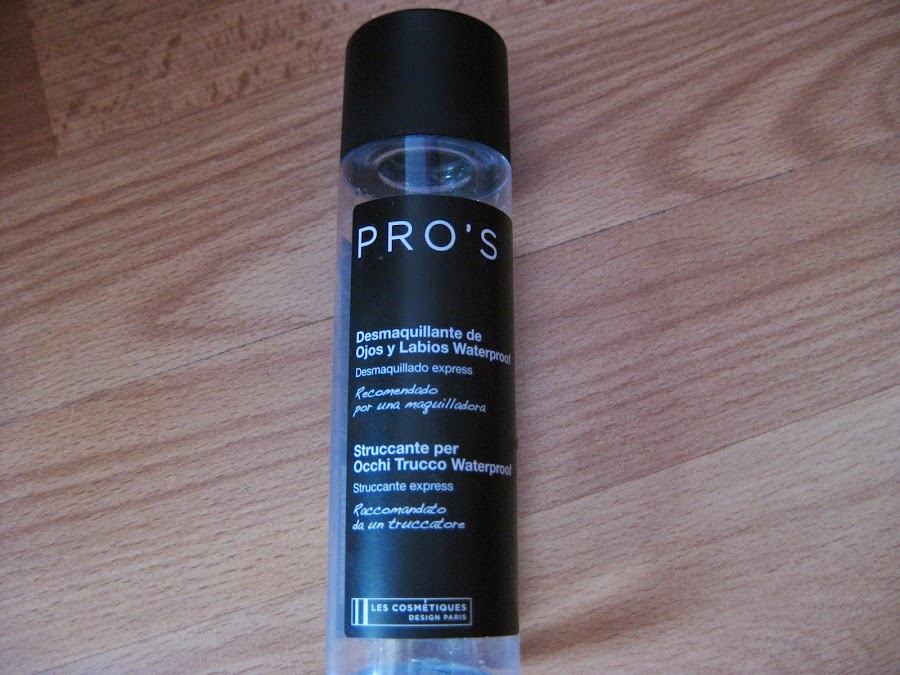 PRO'S
Desmaquillante de
Ojos y Labios Waterproof
Desmaquillado express
Recomendado
por una maquilladora
Struccante per
Occhi Trucco Waterproof
Struccante express
Raccomandato
da un truccatore
LES COSMÉTIQUES
DESIGN PARIS